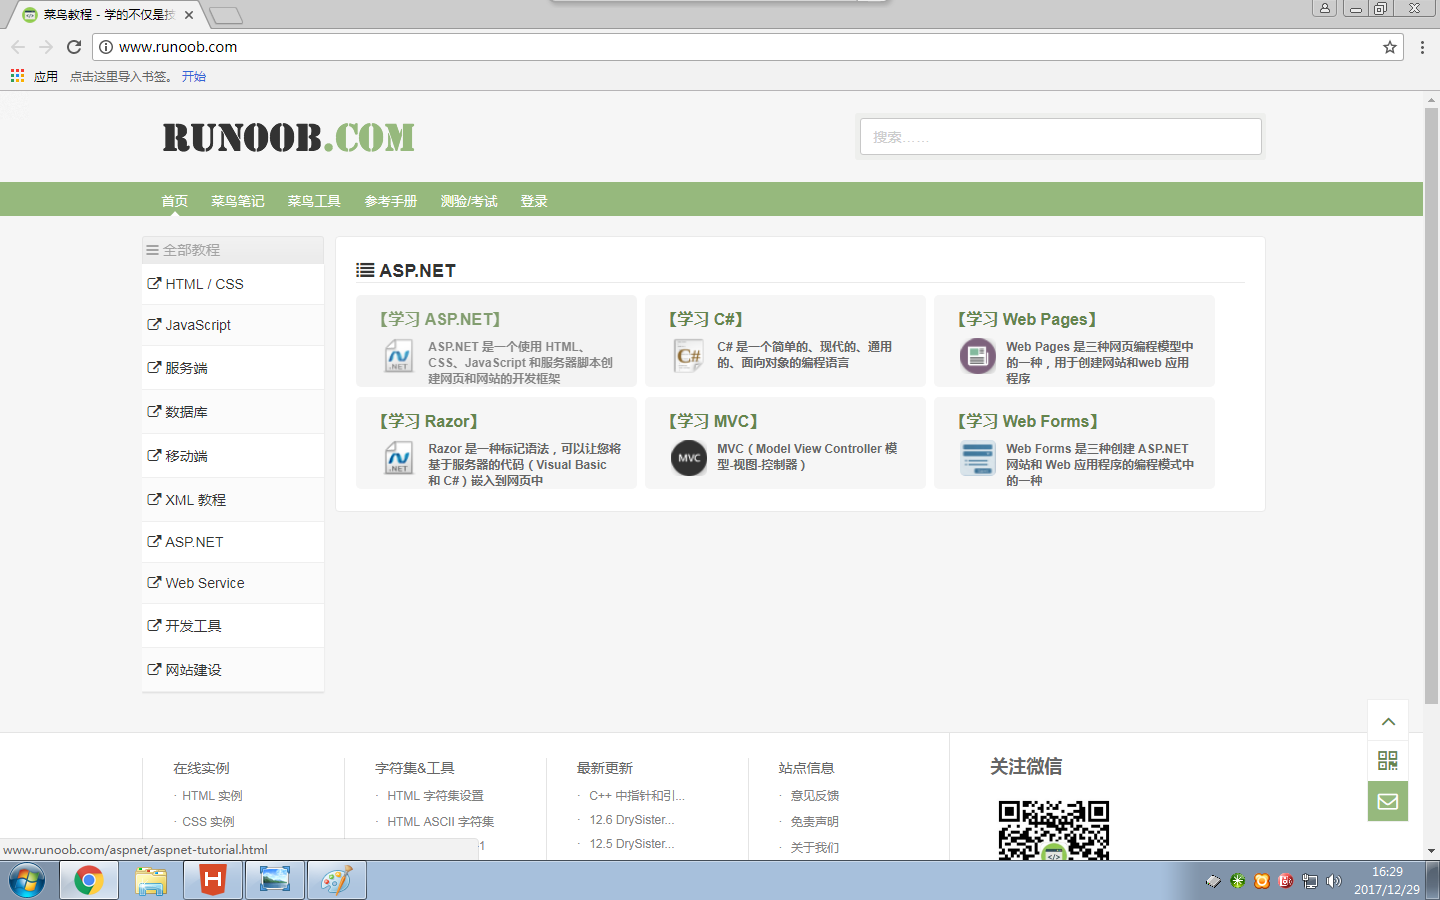 菜鸟教程 - 学的不仅是技
www.runoob.com
应用 点击这里导入书签。 开始
RUNOOB.COM
搜索……
首页 菜鸟笔记 菜鸟工具 参考手册 测验/考试 登录
全部教程
HTML / CSS
JavaScript
服务端
数据库
移动端
XML 教程
ASP.NET
Web Service
开发工具
网站建设
ASP.NET
【学习 ASP.NET】
ASP.NET 是一个使用 HTML、
CSS、JavaScript 和服务器脚本创
建网页和网站的开发框架
【学习 C#】
C# 是一个简单的、现代的、通用
的、面向对象的编程语言
【学习 Web Pages】
Web Pages 是三种网页编程模型中
的一种，用于创建网站和web 应用
程序
【学习 Razor】
Razor 是一种标记语法，可以让您将
基于服务器的代码（Visual Basic
和 C#）嵌入到网页中
【学习 MVC】
MVC
MVC（Model View Controller 模
型-视图-控制器）
【学习 Web Forms】
Web Forms 是三种创建 ASP.NET
网站和 Web 应用程序的编程模式中
的一种
在线实例
· HTML 实例
· CSS 实例
字符集&工具
· HTML 字符集设置
· HTML ASCII 字符集
最新更新
· C++ 中指针和引...
· 12.6 DrySister...
· 12.5 DrySister...
站点信息
· 意见反馈
· 免责声明
· 关于我们
关注微信
www.runoob.com/aspnet/aspnet-tutorial.html
16:29
2017/12/29